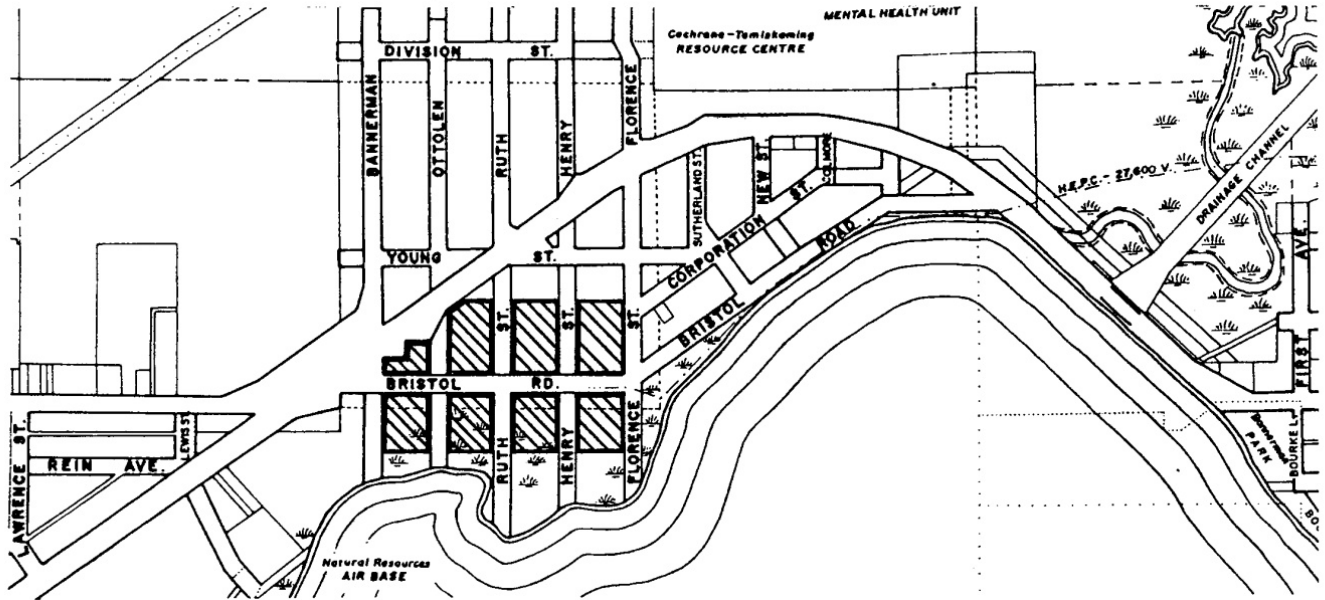 MENTAL HEALTH UNIT
Cochrane-Temiskaming
RESOURCE CENTRE
DIVISION ST.
BANNERMAN
OTTOLEN
RUTH
HENRY
FLORENCE
SUTHERLAND ST.
NEW ST.
COLMORE
H.E.P.C - 27,600 V.
DRAINAGE CHANNEL
YOUNG ST.
CORPORATION ST.
BRISTOL ROAD
ST.
ST.
ST.
FIRST AVE.
BRISTOL RD.
LAWRENCE ST.
LEWIS ST.
REIN AVE.
RUTH
HENRY
FLORENCE
Bannerman
PARK
BOURKE LN
Natural Resources
AIR BASE